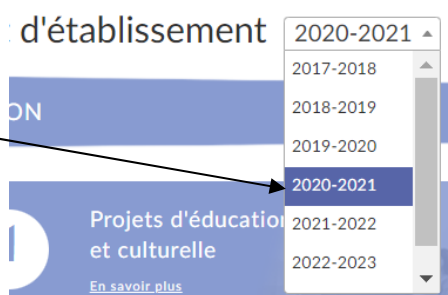 d'établissement 2020-2021
2017-2018
ON 2018-2019
2019-2020
2020-2021
Projets d'éducation 2021-2022
et culturelle
2022-2023
En savoir plus